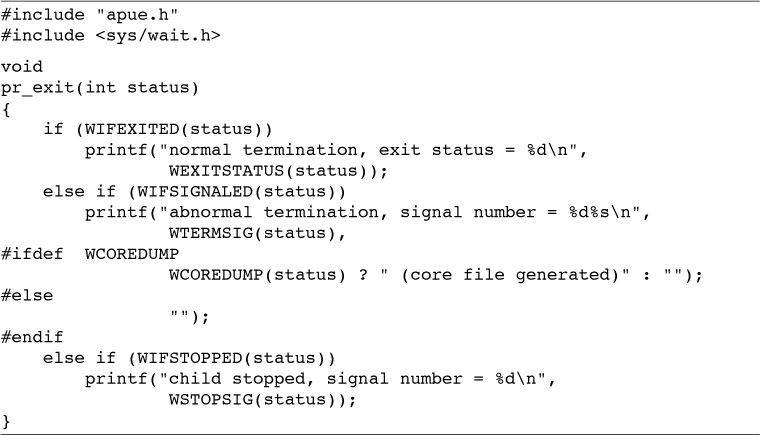 #include "apue.h"
#include <sys/wait.h>
void
pr_exit(int status)
{
    if (WIFEXITED(status))
        printf("normal termination, exit status = %d\n",
                WEXITSTATUS(status));
    else if (WIFSIGNALED(status))
        printf("abnormal termination, signal number = %d%s\n",
                WTERMSIG(status),
#ifdef  WCOREDUMP
                WCOREDUMP(status) ? " (core file generated)" : "");
#else
                "");
#endif
    else if (WIFSTOPPED(status))
        printf("child stopped, signal number = %d\n",
                WSTOPSIG(status));
}